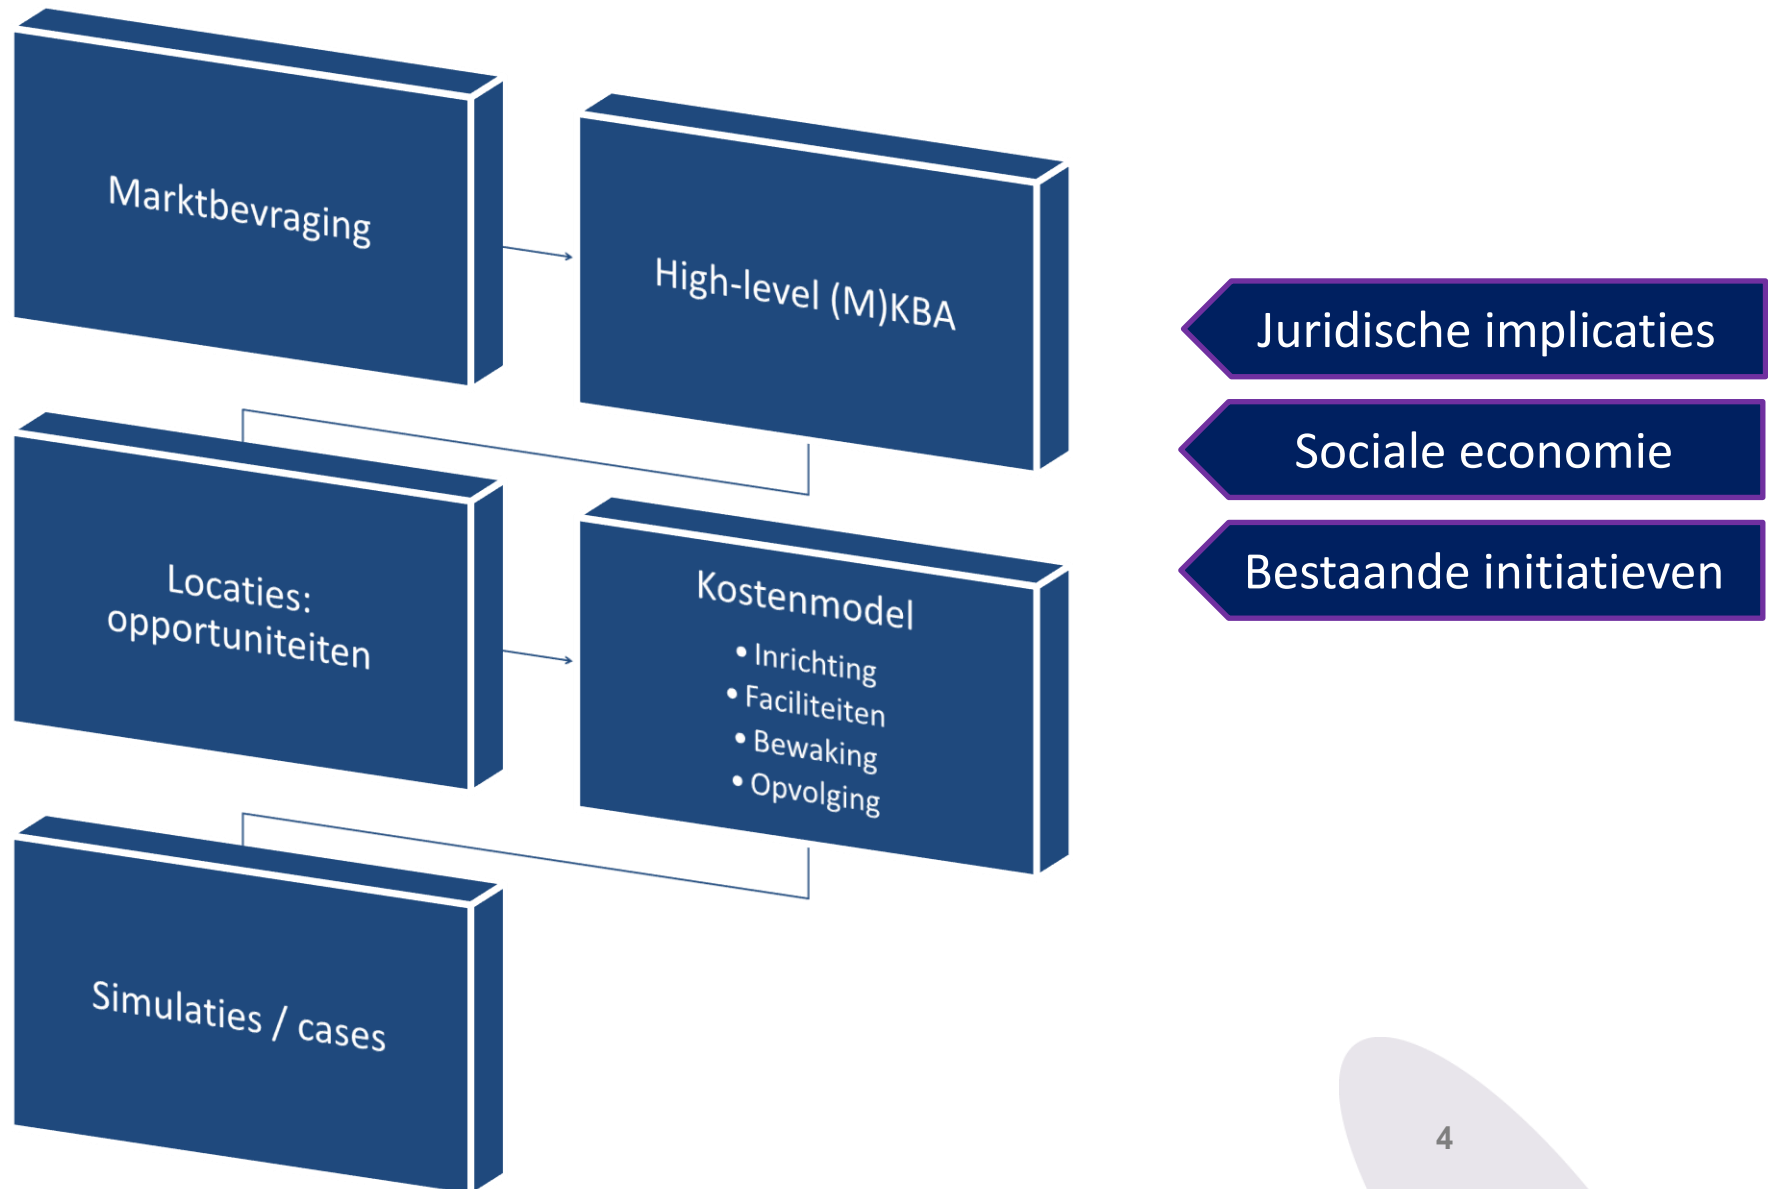 Marktbevraging
High-level (M)KBA
Locaties:
opportuniteiten
Kostenmodel
• Inrichting
• Faciliteiten
• Bewaking
• Opvolging
Simulaties / cases
Juridische implicaties
Sociale economie
Bestaande initiatieven
4